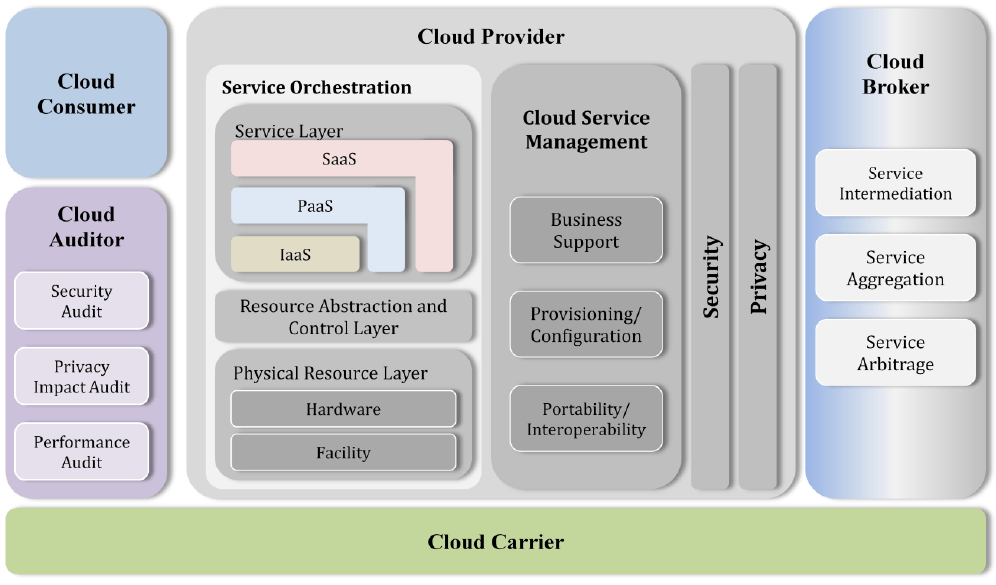 Cloud
Consumer
Cloud
Auditor
Security
Audit
Privacy
Impact Audit
Performance
Audit
Cloud Provider
Service Orchestration
Service Layer
SaaS
PaaS
IaaS
Resource Abstraction and
Control Layer
Physical Resource Layer
Hardware
Facility
Cloud Service
Management
Business
Support
Provisioning/
Configuration
Portability/
Interoperability
Security
Privacy
Cloud
Broker
Service
Intermediation
Service
Aggregation
Service
Arbitrage
Cloud Carrier